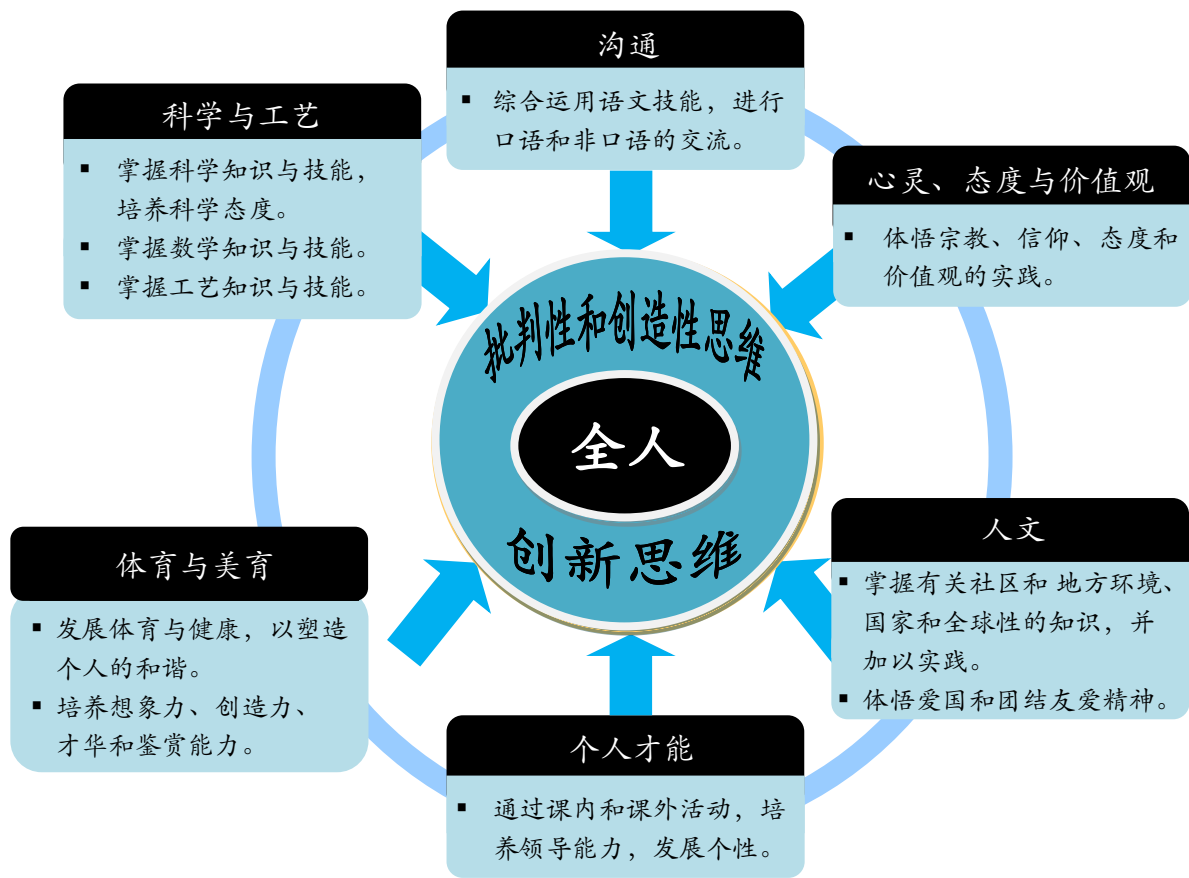 沟通
▪ 综合运用语文技能，进行
口语和非口语的交流。
科学与工艺
▪ 掌握科学知识与技能，
培养科学态度。
▪ 掌握数学知识与技能。
▪ 掌握工艺知识与技能。
心灵、态度与价值观
▪ 体悟宗教、信仰、态度和
价值观的实践。
批判性和创造性思维
全人
创新思维
体育与美育
▪ 发展体育与健康，以塑造
个人的和谐。
▪ 培养想象力、创造力、
才华和鉴赏能力。
人文
▪ 掌握有关社区和 地方环境、
国家和全球性的知识，并
加以实践。
▪ 体悟爱国和团结友爱精神。
个人才能
▪ 通过课内和课外活动，培
养领导能力，发展个性。